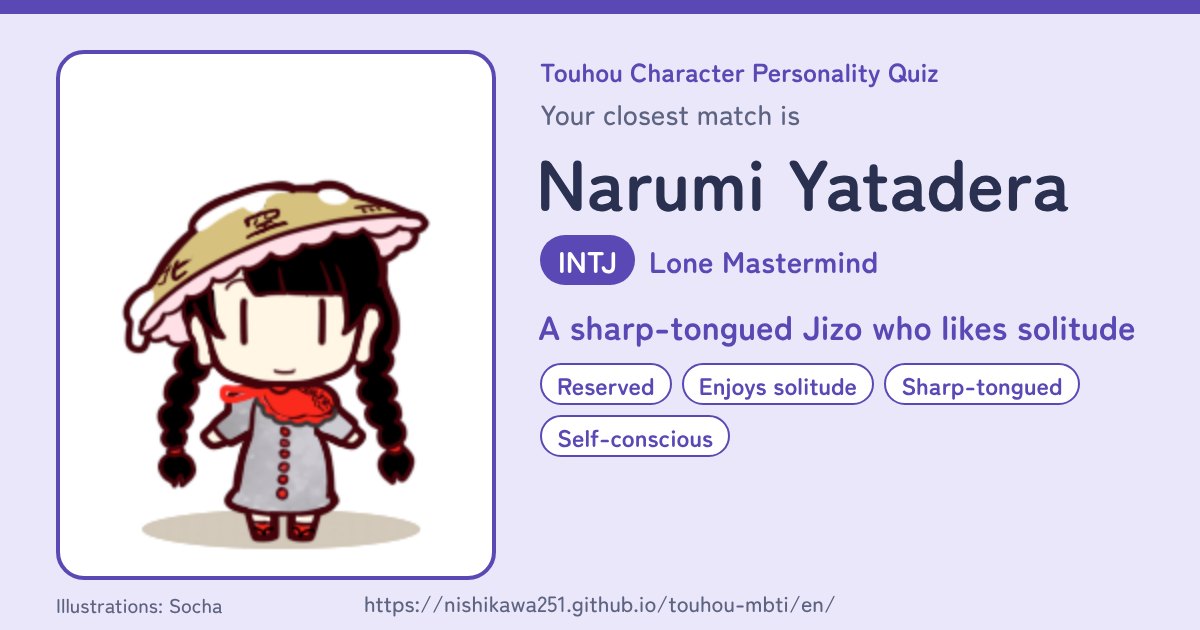 Touhou Character Personality Quiz
Your closest match is
Narumi Yatadera
INTJ Lone Mastermind
A sharp-tongued Jizo who likes solitude
Reserved Enjoys solitude Sharp-tongued
Self-conscious
Illustrations: Socha
https://nishikawa251.github.io/touhou-mbti/en/